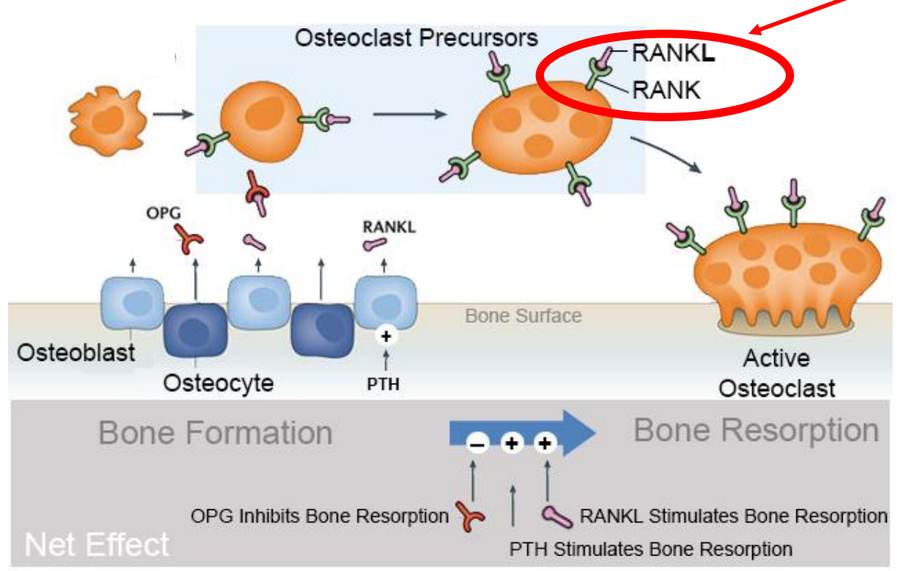 Osteoclast Precursors
RANKL
RANK
OPG
RANKL
Bone Surface
Osteoblast
Osteocyte
+
PTH
Active
Osteoclast
Bone Formation
Bone Resorption
− + +
OPG Inhibits Bone Resorption
RANKL Stimulates Bone Resorption
PTH Stimulates Bone Resorption
Net Effect